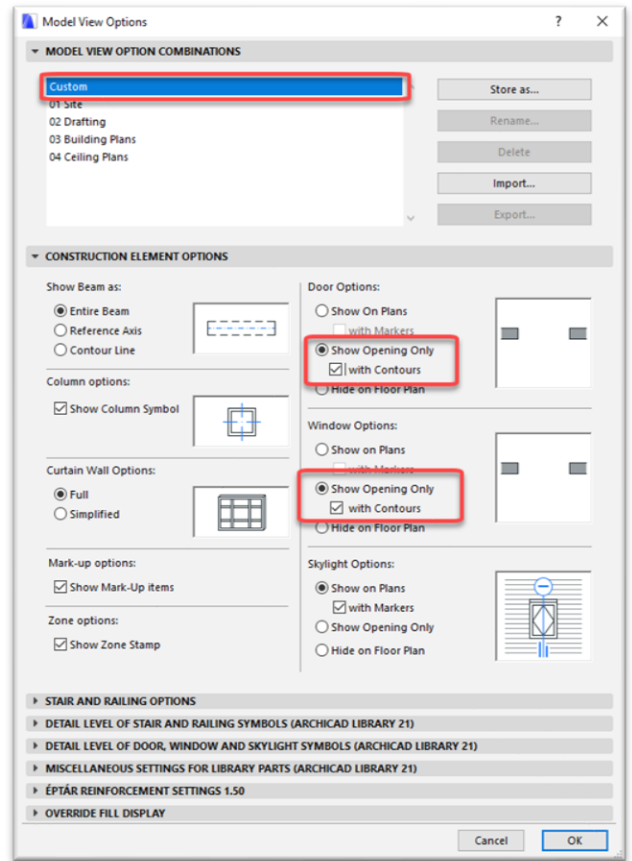 Model View Options
?
MODEL VIEW OPTION COMBINATIONS
Custom
01 Site
02 Drafting
03 Building Plans
04 Ceiling Plans
Store as...
Rename...
Delete
Import...
Export...
CONSTRUCTION ELEMENT OPTIONS
Show Beam as:
Entire Beam
Reference Axis
Contour Line
Column options:
Show Column Symbol
Curtain Wall Options:
Full
Simplified
Mark-up options:
Show Mark-Up items
Zone options:
Show Zone Stamp
Door Options:
Show On Plans
with Markers
Show Opening Only
with Contours
Hide on Floor Plan
Window Options:
Show on Plans
with Markers
Show Opening Only
with Contours
Hide on Floor Plan
Skylight Options:
Show on Plans
with Markers
Show Opening Only
Hide on Floor Plan
STAIR AND RAILING OPTIONS
DETAIL LEVEL OF STAIR AND RAILING SYMBOLS (ARCHICAD LIBRARY 21)
DETAIL LEVEL OF DOOR, WINDOW AND SKYLIGHT SYMBOLS (ARCHICAD LIBRARY 21)
MISCELLANEOUS SETTINGS FOR LIBRARY PARTS (ARCHICAD LIBRARY 21)
ÉPTÁR REINFORCEMENT SETTINGS 1.50
OVERRIDE FILL DISPLAY
Cancel
OK